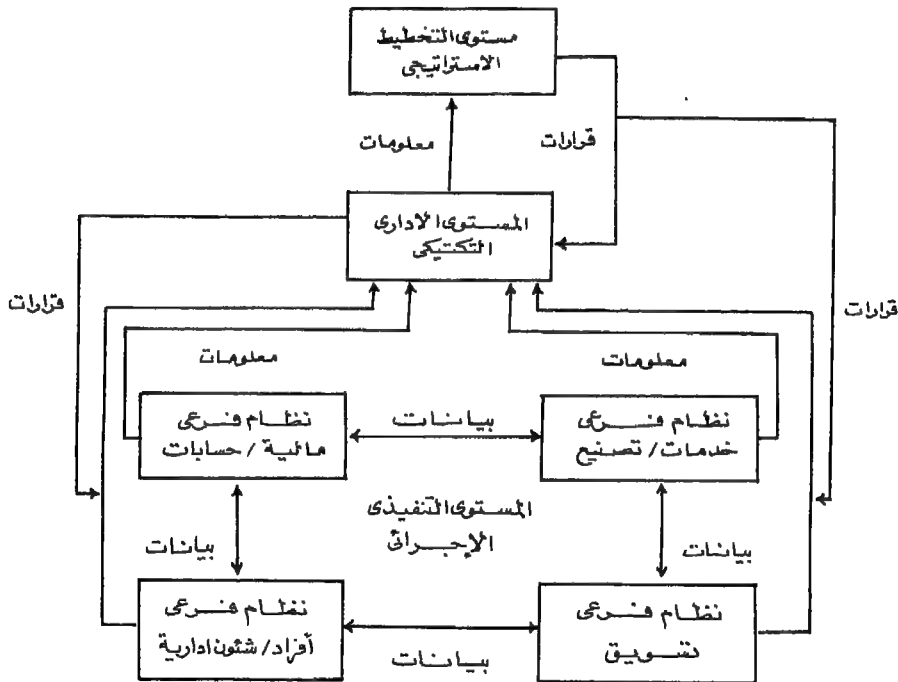 مستوى التخطيط
الاستراتيجى
معلومات
قرارات
المستوى الادارى
التكتيكى
قرارات
قرارات
معلومات
معلومات
نظام فرعى
مالية / حسابات
بيانات
نظام فرعى
خدمات / تصنيع
المستوى التنفيذى
الإجرائى
بيانات
بيانات
نظام فرعى
أفراد / شئون ادارية
بيانات
نظام فرعى
تسويق